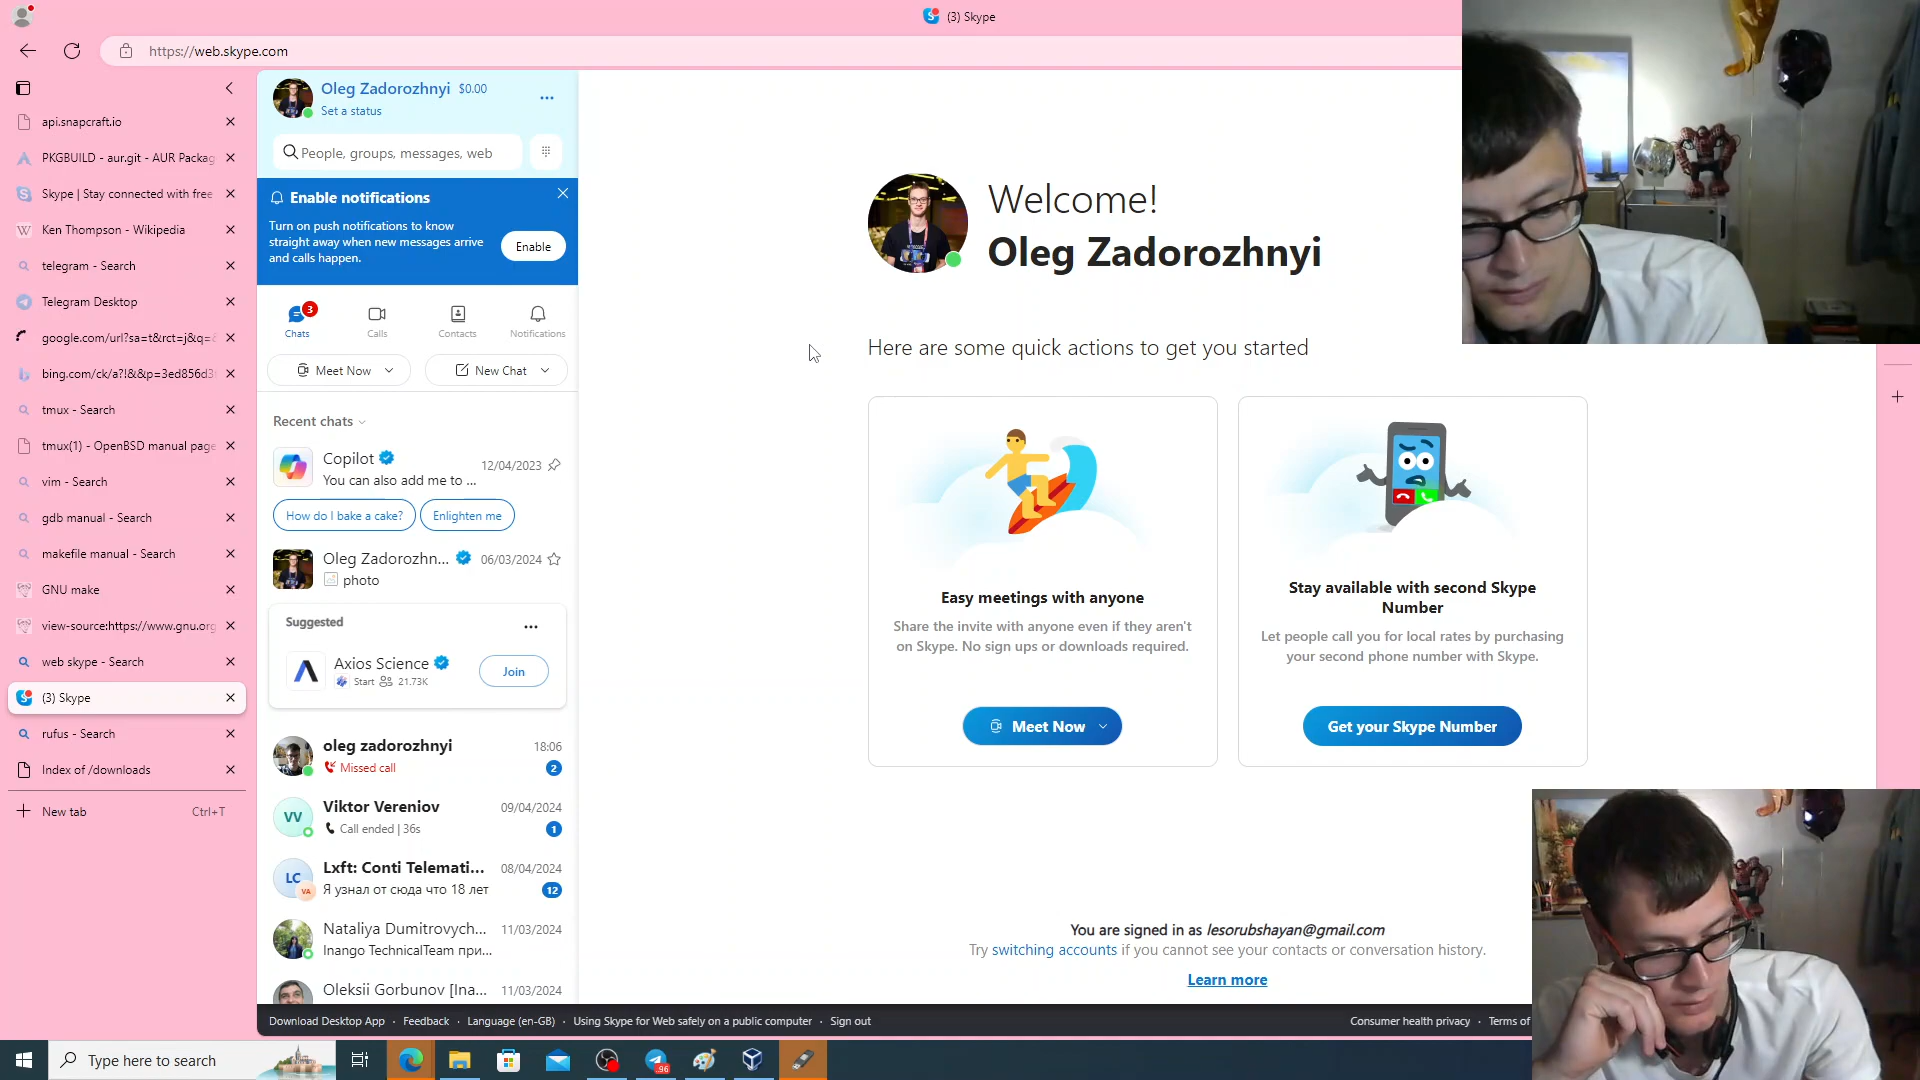 (3) Skype
https://web.skype.com
api.snapcraft.io
PKGBUILD - aur.git - AUR Packag
Skype | Stay connected with free
Ken Thompson - Wikipedia
telegram - Search
Telegram Desktop
google.com/url?sa=t&rct=j&q=&
bing.com/ck/a?!&&p=3ed856d3
tmux - Search
tmux(1) - OpenBSD manual page
vim - Search
gdb manual - Search
makefile manual - Search
GNU make
view-source:https://www.gnu.org
web skype - Search
(3) Skype
rufus - Search
Index of /downloads
New tab Ctrl+T
Oleg Zadorozhnyi $0.00
Set a status
People, groups, messages, web
Enable notifications
Turn on push notifications to know
straight away when new messages arrive
and calls happen.
Enable
3
Chats Calls Contacts Notifications
Meet Now New Chat
Recent chats
Copilot 12/04/2023
You can also add me to ...
How do I bake a cake? Enlighten me
Oleg Zadorozhn... 06/03/2024
photo
Suggested
Axios Science
Start 21.73K
Join
oleg zadorozhnyi 18:06
Missed call 2
VV Viktor Vereniov 09/04/2024
Call ended | 36s 1
LC VA Lxft: Conti Telemati... 08/04/2024
Я узнал от сюда что 18 лет 12
Nataliya Dumitrovych... 11/03/2024
Inango TechnicalTeam при...
Oleksii Gorbunov [Ina... 11/03/2024
Welcome!
Oleg Zadorozhnyi
Here are some quick actions to get you started
Easy meetings with anyone
Share the invite with anyone even if they aren't
on Skype. No sign ups or downloads required.
Meet Now
Stay available with second Skype
Number
Let people call you for local rates by purchasing
your second phone number with Skype.
Get your Skype Number
You are signed in as lesorubshayan@gmail.com
Try switching accounts if you cannot see your contacts or conversation history.
Learn more
Download Desktop App · Feedback · Language (en-GB) · Using Skype for Web safely on a public computer · Sign out
Consumer health privacy · Terms of
Type here to search
96